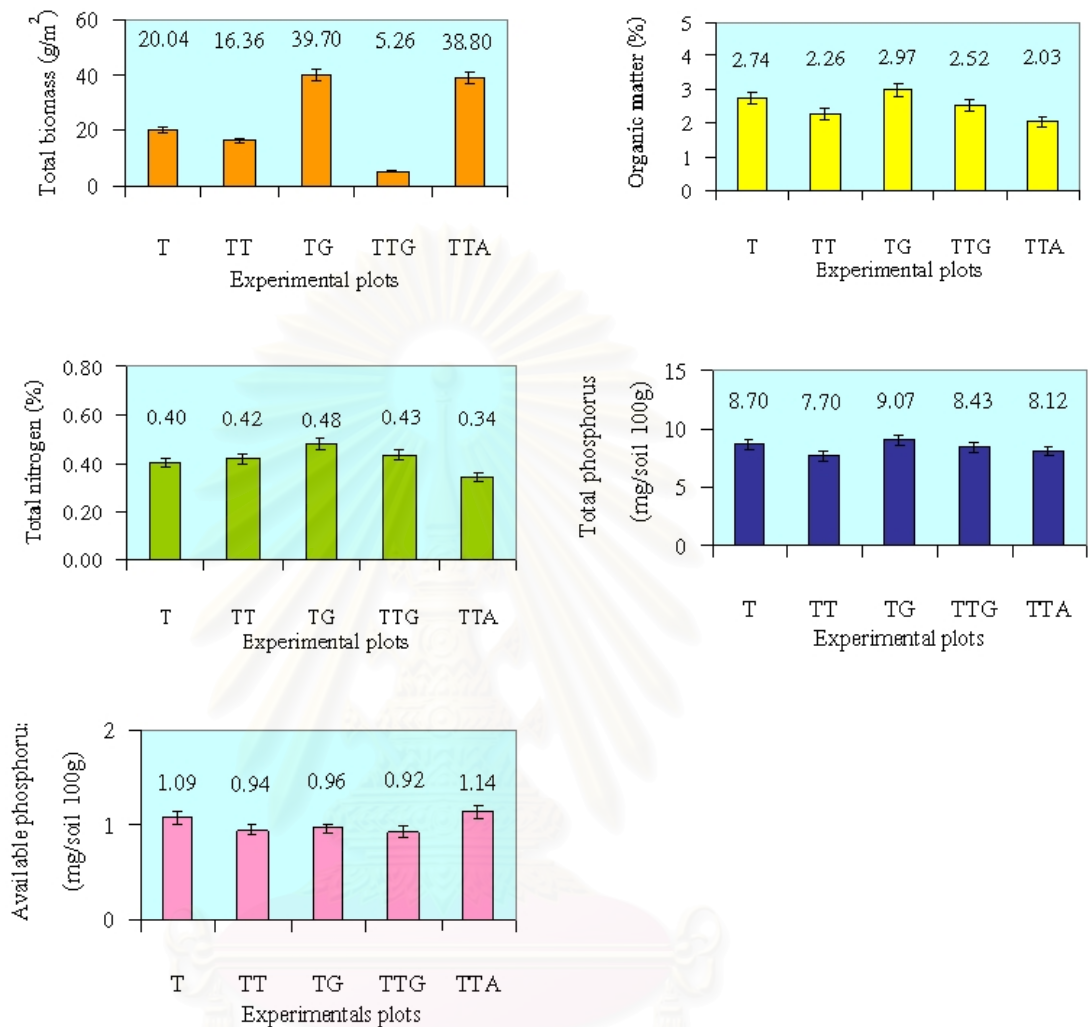 Total biomass (g/m²)
60
40
20
0
20.04 16.36 39.70 5.26 38.80
T TT TG TTG TTA
Experimental plots
Organic matter (%)
5
4
3
2
1
0
2.74 2.26 2.97 2.52 2.03
T TT TG TTG TTA
Experimental plots
Total nitrogen (%)
0.80
0.60
0.40
0.20
0.00
0.40 0.42 0.48 0.43 0.34
T TT TG TTG TTA
Experimental plots
Total phosphorus
(mg/soil 100g)
15
10
5
0
8.70 7.70 9.07 8.43 8.12
T TT TG TTG TTA
Experimental plots
Available phosphoru:
(mg/soil 100g)
2
1
0
1.09 0.94 0.96 0.92 1.14
T TT TG TTG TTA
Experimentals plots